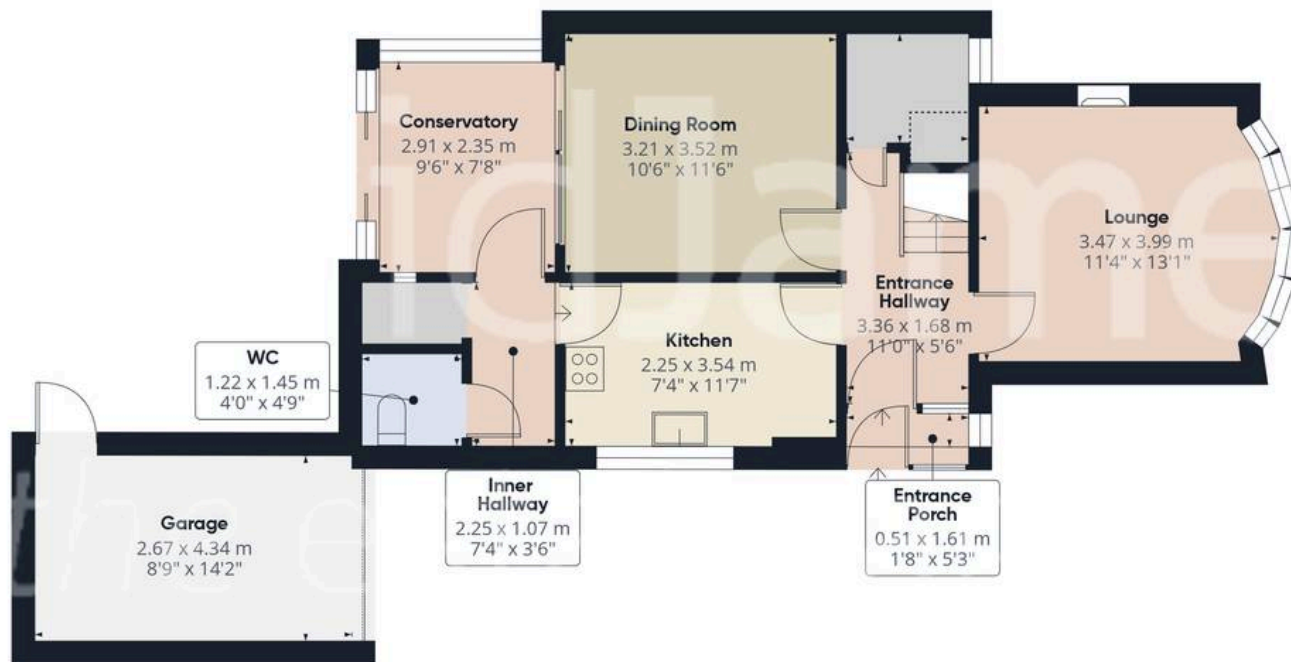 Conservatory
2.91 x 2.35 m
9'6" x 7'8"
Dining Room
3.21 x 3.52 m
10'6" x 11'6"
Lounge
3.47 x 3.99 m
11'4" x 13'1"
Entrance
Hallway
3.36 x 1.68 m
11'0" x 5'6"
Kitchen
2.25 x 3.54 m
7'4" x 11'7"
WC
1.22 x 1.45 m
4'0" x 4'9"
Inner
Hallway
2.25 x 1.07 m
7'4" x 3'6"
Entrance
Porch
0.51 x 1.61 m
1'8" x 5'3"
Garage
2.67 x 4.34 m
8'9" x 14'2"
idJame
the e